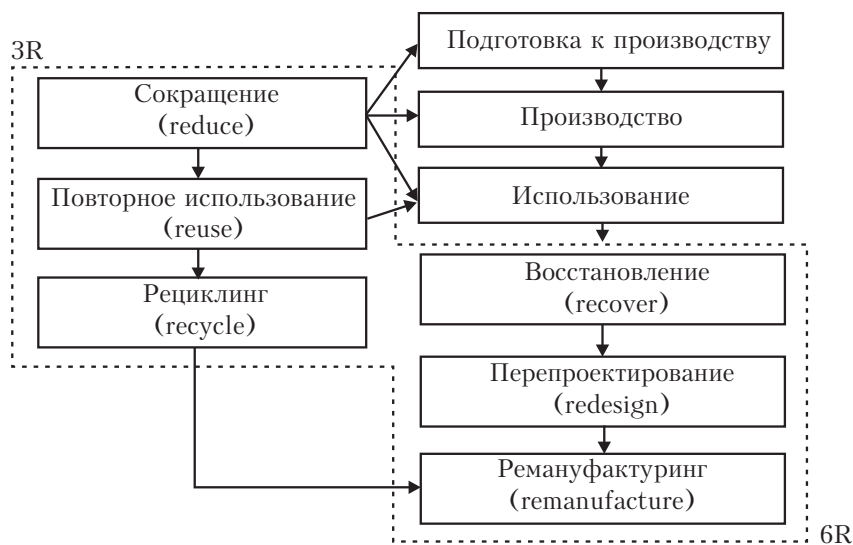 3R
Сокращение
(reduce)
Повторное использование
(reuse)
Рециклинг
(recycle)
Подготовка к производству
Производство
Использование
Восстановление
(recover)
Перепроектирование
(redesign)
Ремануфактуринг
(remanufacture)
6R